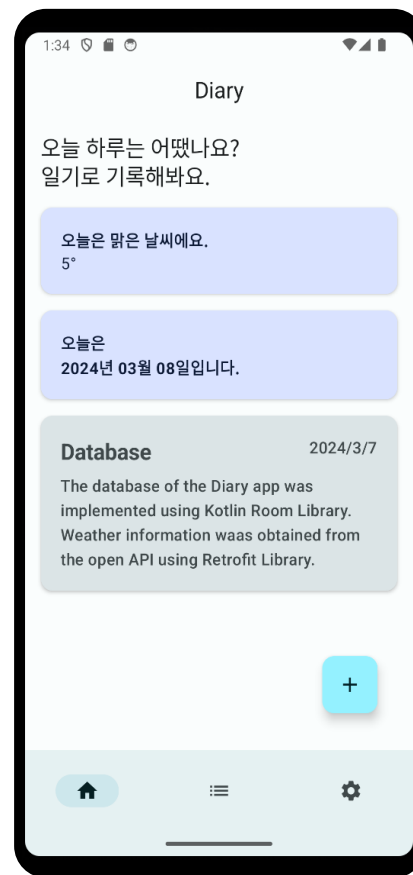 1:34
Diary
오늘 하루는 어땠나요?
일기로 기록해봐요.
오늘은 맑은 날씨에요.
5°
오늘은
2024년 03월 08일입니다.
Database 2024/3/7
The database of the Diary app was
implemented using Kotlin Room Library.
Weather information waas obtained from
the open API using Retrofit Library.
+